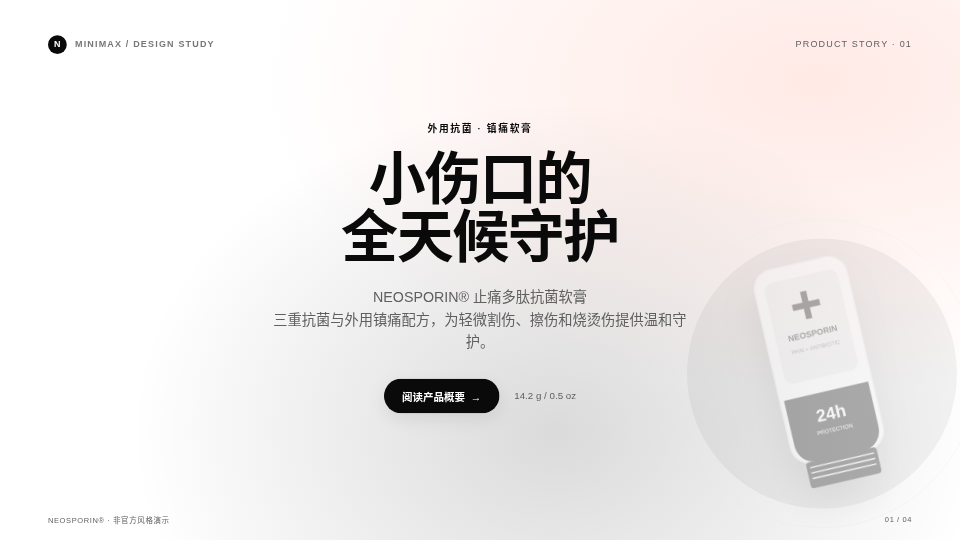 N MINIMAX / DESIGN STUDY
PRODUCT STORY · 01
外用抗菌 · 镇痛软膏
小伤口的
全天候守护
NEOSPORIN® 止痛多肽抗菌软膏
三重抗菌与外用镇痛配方，为轻微割伤、擦伤和烧烫伤提供温和守
护。
阅读产品概要 →
14.2 g / 0.5 oz
NEOSPORIN
PAIN + ANTIBIOTIC
24h
PROTECTION
NEOSPORIN® · 非官方风格演示
01 / 04